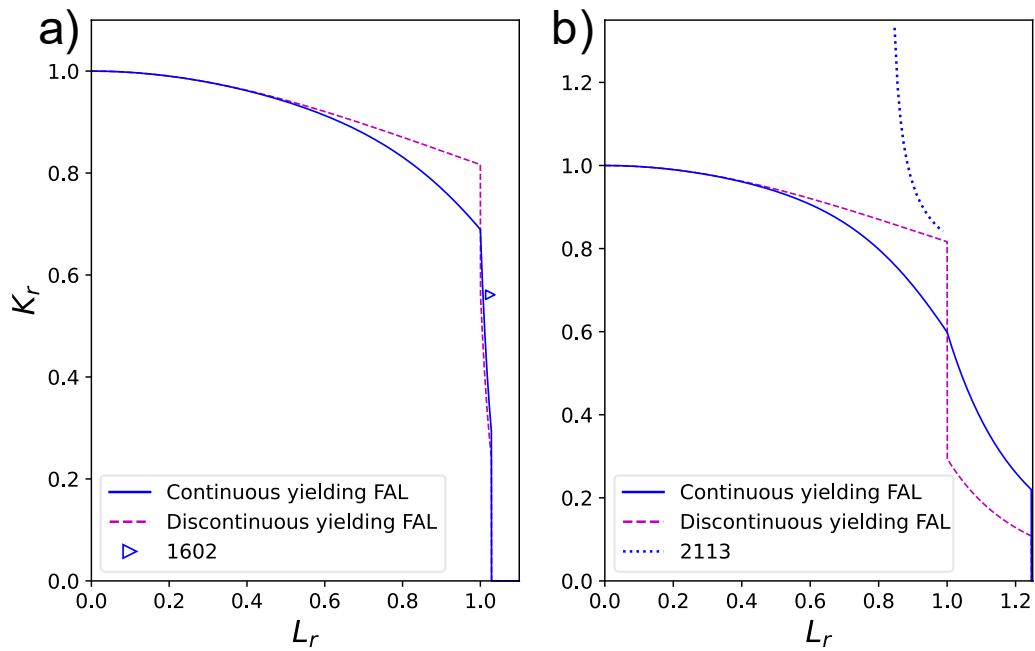 a)
1.0
0.8
0.6
0.4
0.2
0.0
K_r
0.0 0.2 0.4 0.6 0.8 1.0
L_r
Continuous yielding FAL
Discontinuous yielding FAL
1602
b)
1.2
1.0
0.8
0.6
0.4
0.2
0.0
0.0 0.2 0.4 0.6 0.8 1.0 1.2
L_r
Continuous yielding FAL
Discontinuous yielding FAL
2113